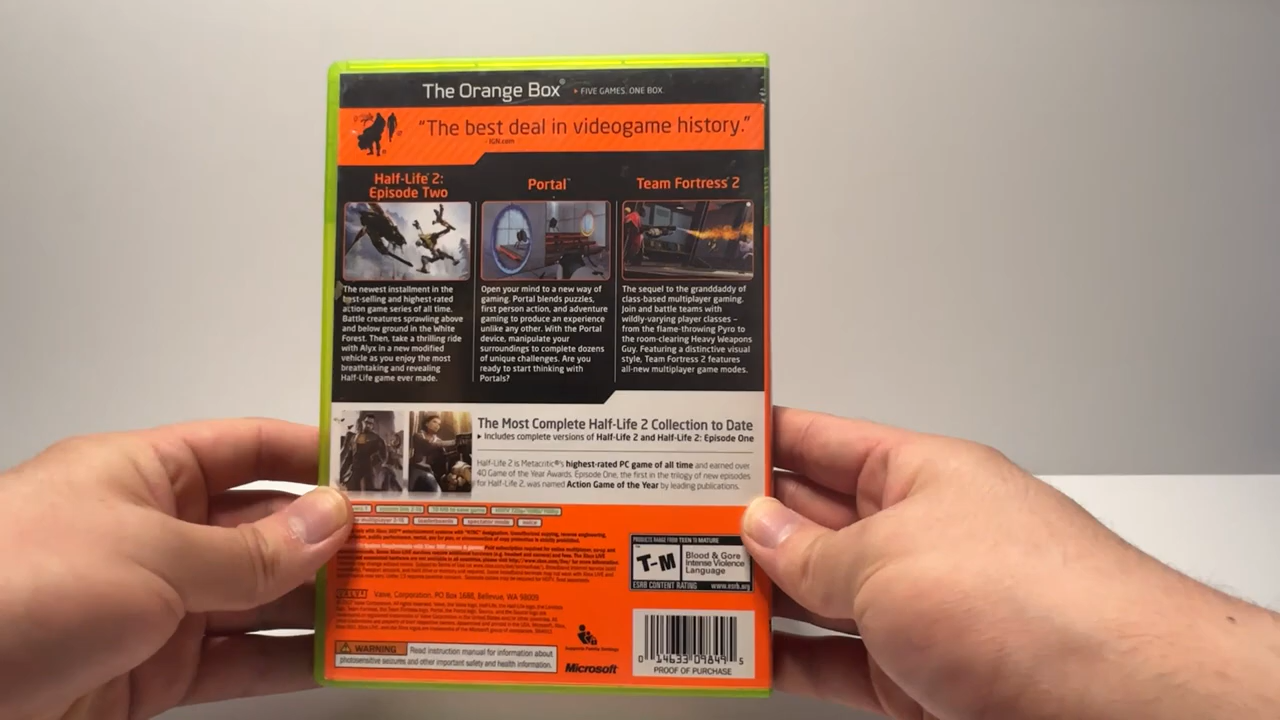 The Orange Box® ▸ FIVE GAMES. ONE BOX.
"The best deal in videogame history."
- IGN.com
Half-Life® 2:
Episode Two
The newest installment in the
best-selling and highest-rated
action game series of all time.
Battle creatures sprawling above
and below ground in the White
Forest. Then, take a thrilling ride
with Alyx in a new modified
vehicle as you enjoy the most
breathtaking and revealing
Half-Life game ever made.
Portal™
Open your mind to a new way of
gaming. Portal blends puzzles,
first person action, and adventure
gaming to produce an experience
unlike any other. With the Portal
device, manipulate your
surroundings to complete dozens
of unique challenges. Are you
ready to start thinking with
Portals?
Team Fortress® 2
The sequel to the granddaddy of
class-based multiplayer gaming.
Join and battle teams with
wildly-varying player classes –
from the flame-throwing Pyro to
the room-clearing Heavy Weapons
Guy. Featuring a distinctive visual
style, Team Fortress 2 features
all-new multiplayer game modes.
The Most Complete Half-Life 2 Collection to Date
▸ Includes complete versions of Half-Life 2 and Half-Life 2: Episode One
Half-Life 2 is Metacritic®'s highest-rated PC game of all time and earned over
40 Game of the Year Awards. Episode One, the first in the trilogy of new episodes
for Half-Life 2, was named Action Game of the Year by leading publications.
leaderboards spectator mode voice
PRODUCTS RANGE FROM TEEN TO MATURE
T-M
Blood & Gore
Intense Violence
Language
ESRB CONTENT RATING www.esrb.org
VALVE Valve, Corporation, PO Box 1688, Bellevue, WA 98009
WARNING Read instruction manual for information about
photosensitive seizures and other important safety and health information.
Supports Family Settings
Microsoft
0 14633 09849 5
PROOF OF PURCHASE